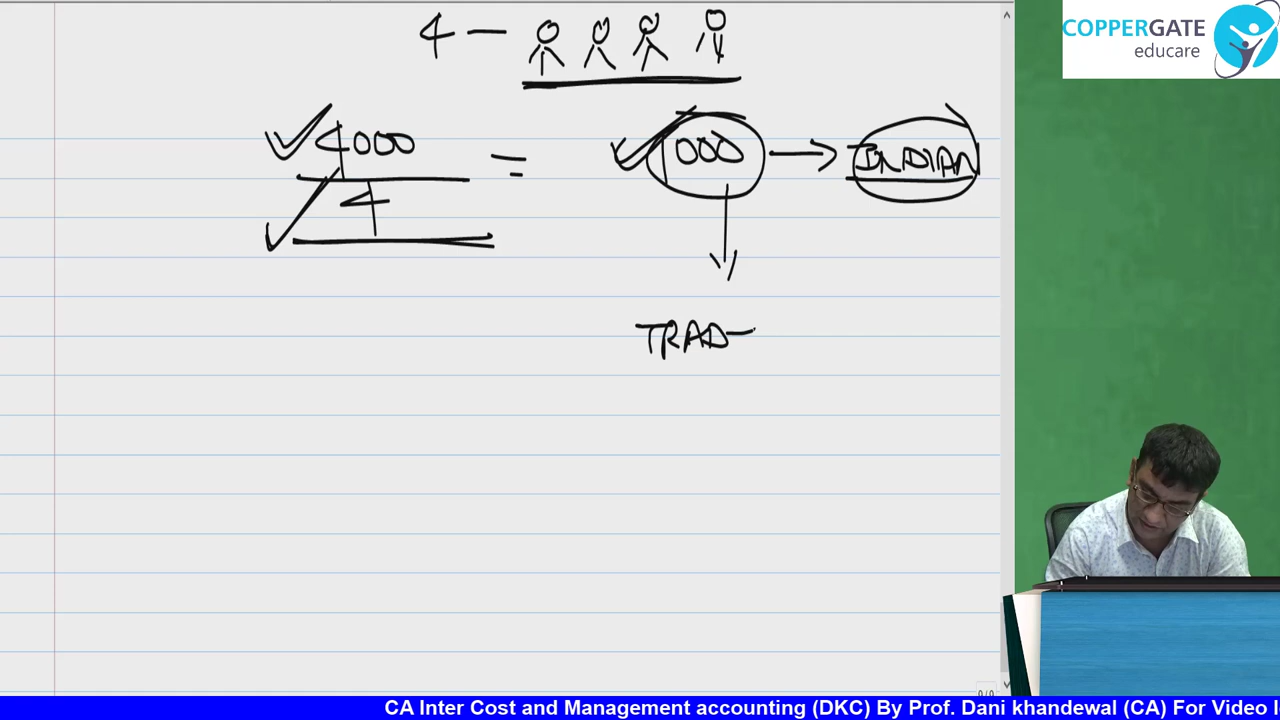 4 —
4000
4
=
1000 → INDIAN
TRAD
COPPERGATE
educare
CA Inter Cost and Management accounting (DKC) By Prof. Dani khandewal (CA) For Video l